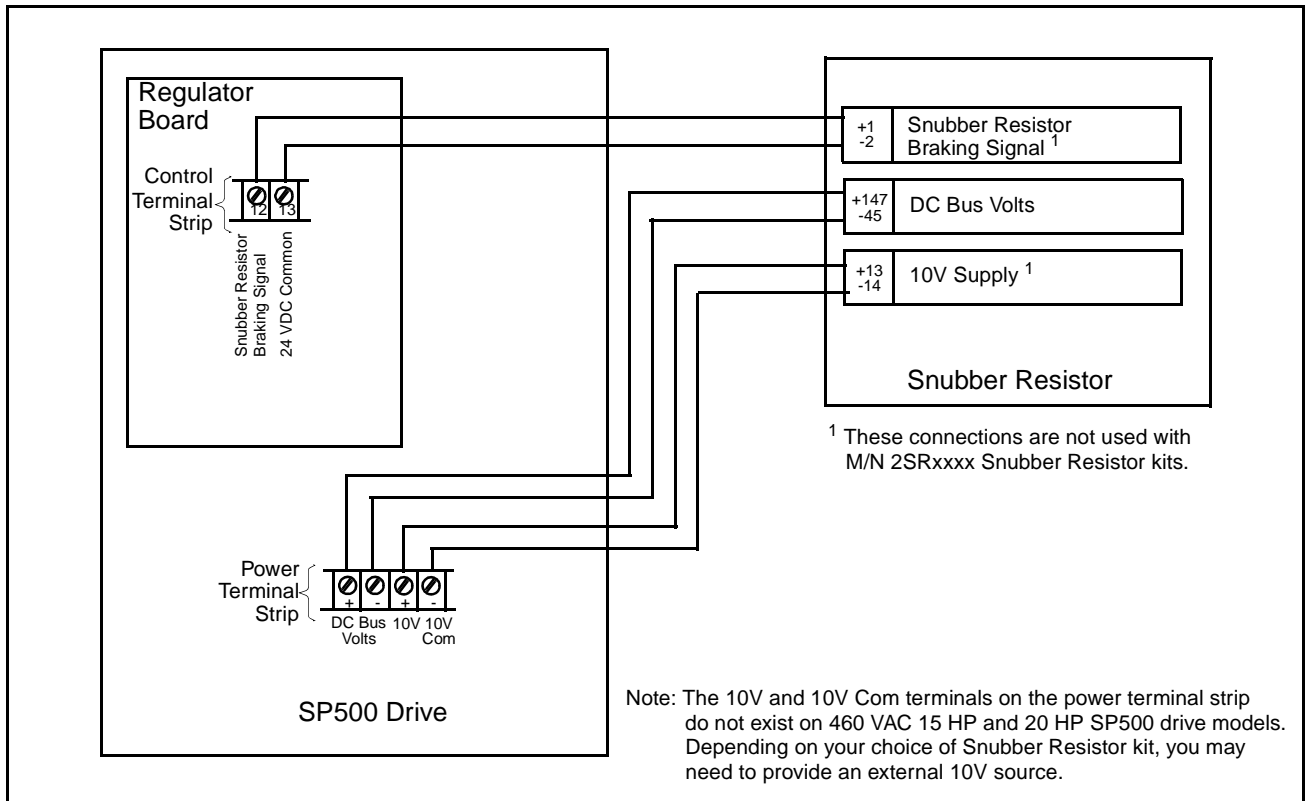 Regulator
Board
Control
Terminal
Strip
12 13
Snubber Resistor
Braking Signal
24 VDC Common
+1
-2
Snubber Resistor
Braking Signal 1
+147
-45
DC Bus Volts
+13
-14
10V Supply 1
Snubber Resistor
1 These connections are not used with
M/N 2SRxxxx Snubber Resistor kits.
Power
Terminal
Strip
+ - + -
DC Bus 10V 10V
Volts Com
SP500 Drive
Note: The 10V and 10V Com terminals on the power terminal strip
do not exist on 460 VAC 15 HP and 20 HP SP500 drive models.
Depending on your choice of Snubber Resistor kit, you may
need to provide an external 10V source.